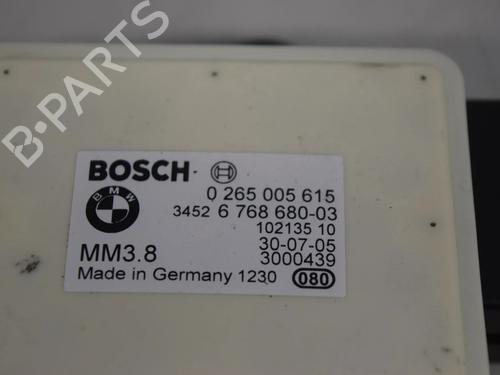 B-PARTS
BOSCH
0 265 005 615
BMW
3452 6 768 680-03
102135 10
30-07-05
MM3.8
3000439
Made in Germany 1230
080